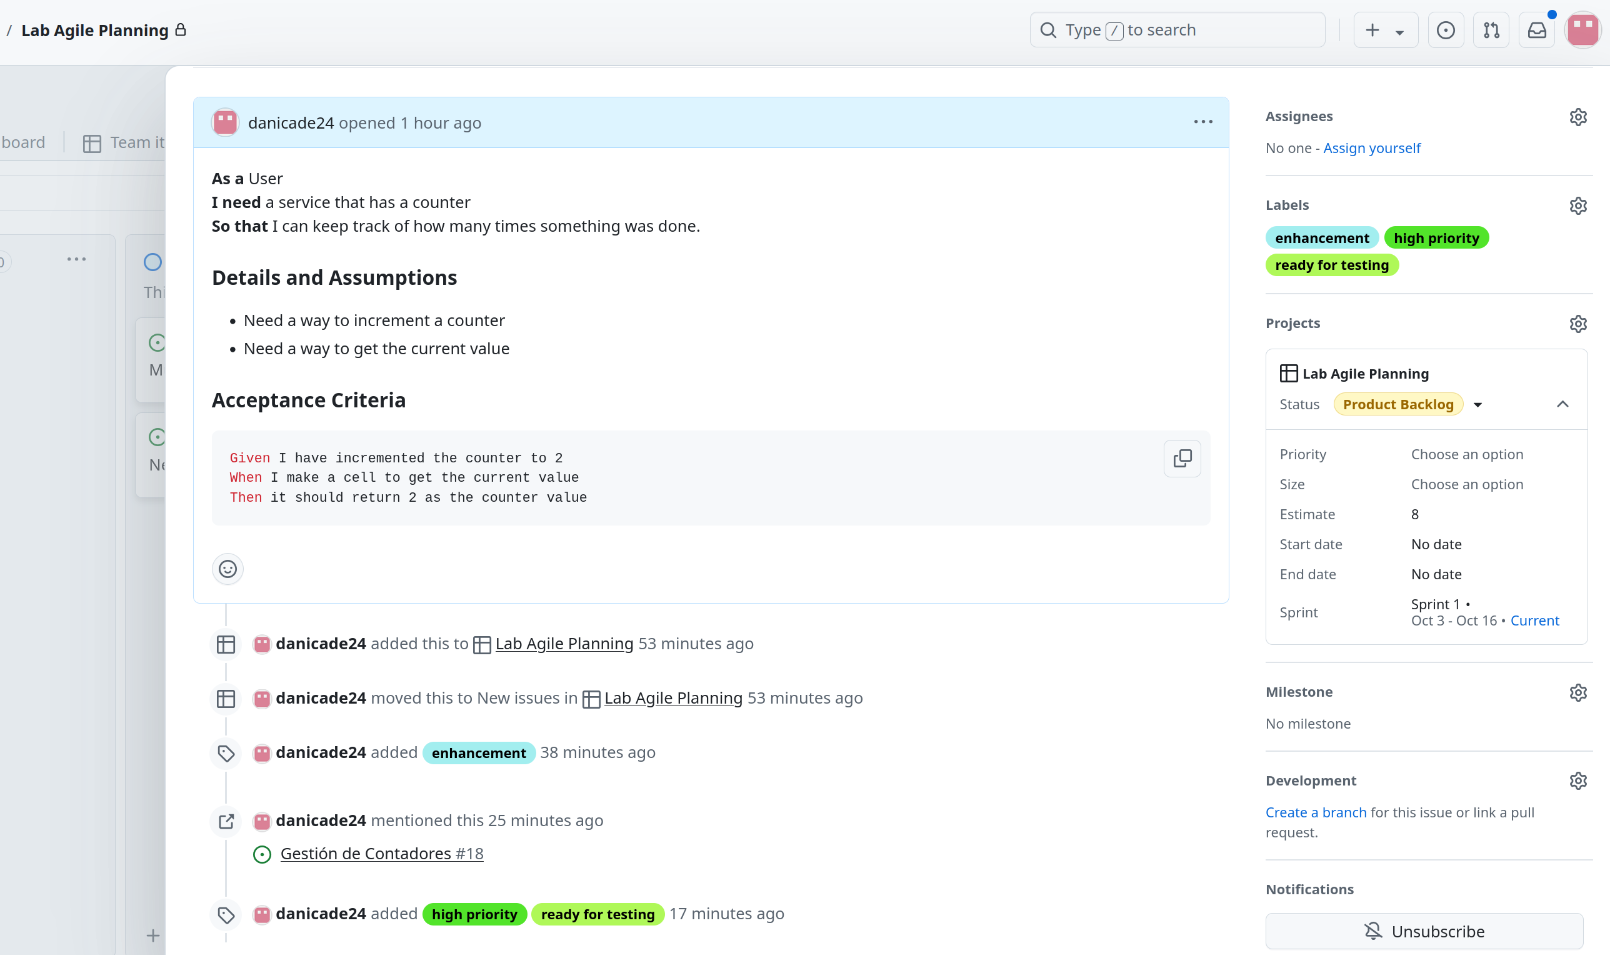 / Lab Agile Planning
Type / to search
board
Team it
Thi
M
Ne
danicade24 opened 1 hour ago
As a User
I need a service that has a counter
So that I can keep track of how many times something was done.
Details and Assumptions
• Need a way to increment a counter
• Need a way to get the current value
Acceptance Criteria
Given I have incremented the counter to 2
When I make a cell to get the current value
Then it should return 2 as the counter value
danicade24 added this to Lab Agile Planning 53 minutes ago
danicade24 moved this to New issues in Lab Agile Planning 53 minutes ago
danicade24 added enhancement 38 minutes ago
danicade24 mentioned this 25 minutes ago
Gestión de Contadores #18
danicade24 added high priority ready for testing 17 minutes ago
Assignees
No one - Assign yourself
Labels
enhancement high priority
ready for testing
Projects
Lab Agile Planning
Status Product Backlog
Priority Choose an option
Size Choose an option
Estimate 8
Start date No date
End date No date
Sprint Sprint 1 •
Oct 3 - Oct 16 • Current
Milestone
No milestone
Development
Create a branch for this issue or link a pull
request.
Notifications
Unsubscribe